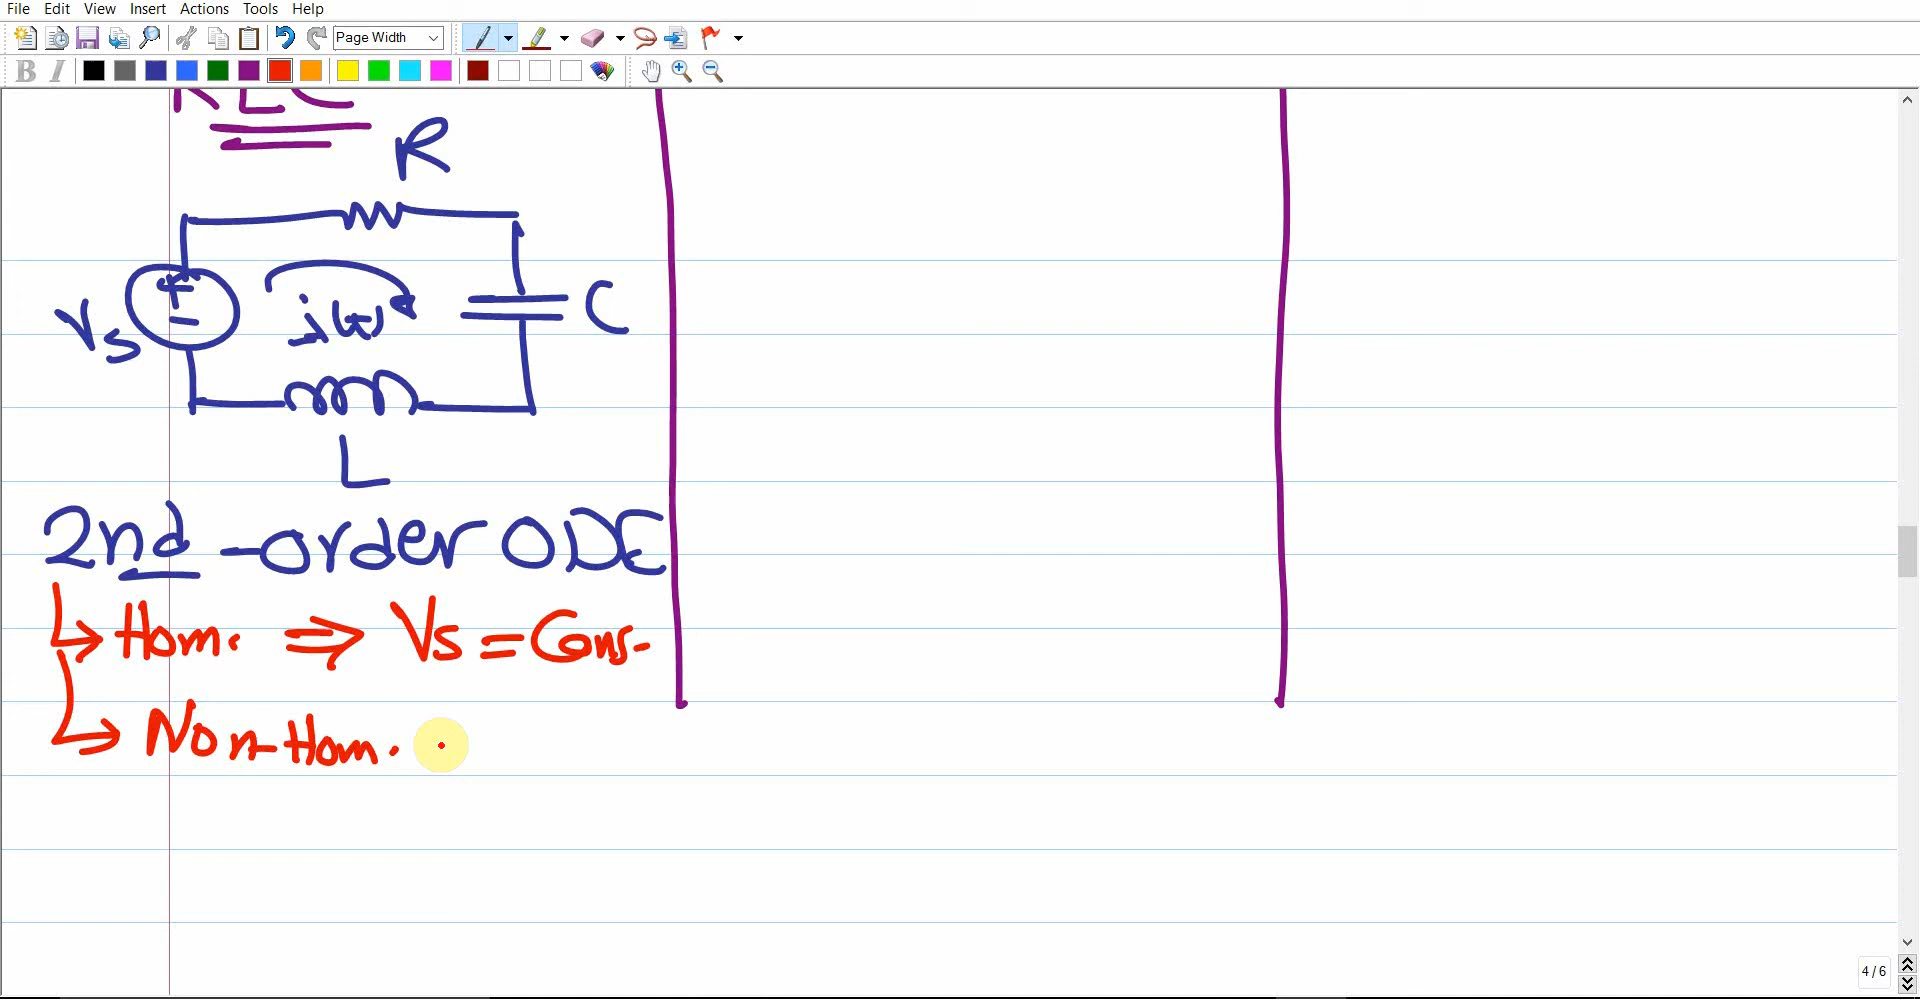 File Edit View Insert Actions Tools Help
Page Width
B I
RLC
R
Vs
+
i(t)
C
L
2nd-order ODE
Hom. ⇒ Vs = Cons.
Non-Hom.
4 / 6